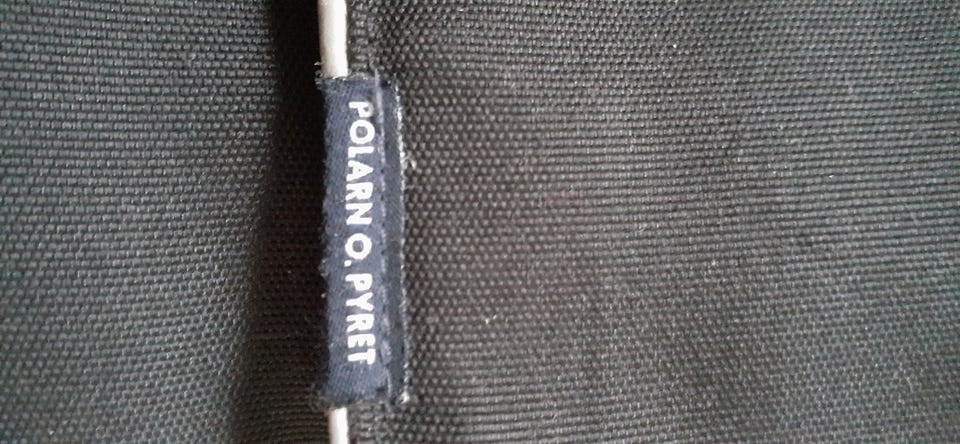 POLARN O. PYRET